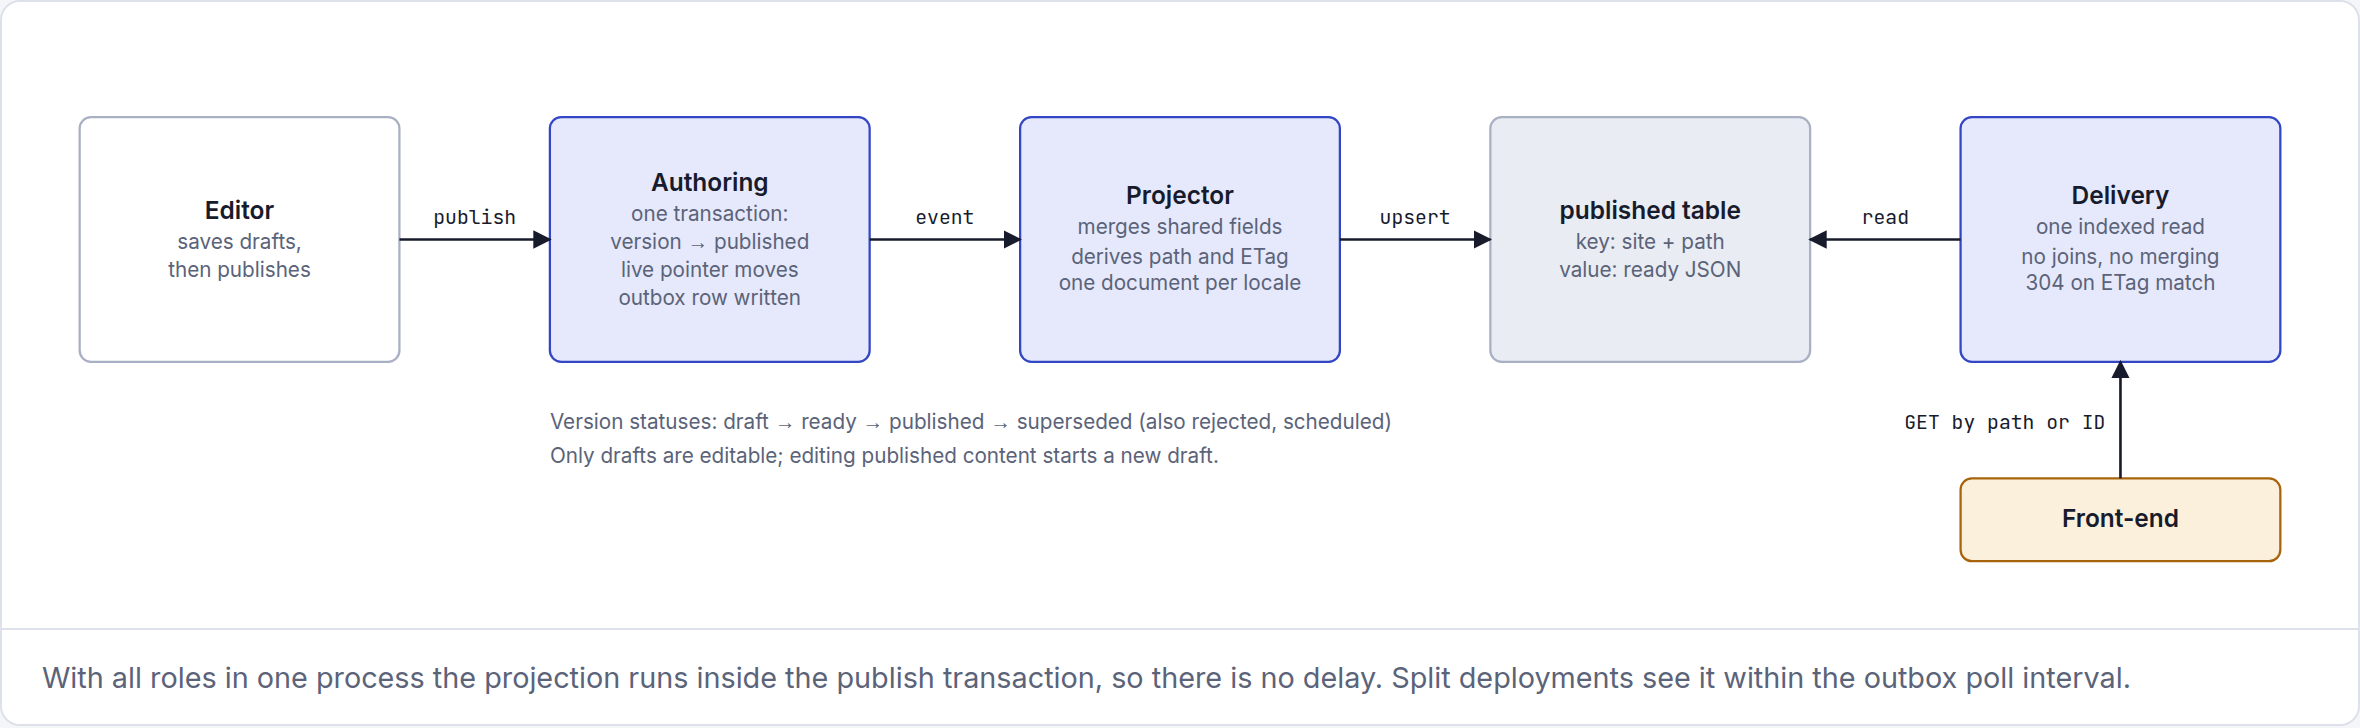 Editor
saves drafts,
then publishes
publish
Authoring
one transaction:
version → published
live pointer moves
outbox row written
event
Projector
merges shared fields
derives path and ETag
one document per locale
upsert
published table
key: site + path
value: ready JSON
read
Delivery
one indexed read
no joins, no merging
304 on ETag match
Version statuses: draft → ready → published → superseded (also rejected, scheduled)
Only drafts are editable; editing published content starts a new draft.
GET by path or ID
Front-end
With all roles in one process the projection runs inside the publish transaction, so there is no delay. Split deployments see it within the outbox poll interval.